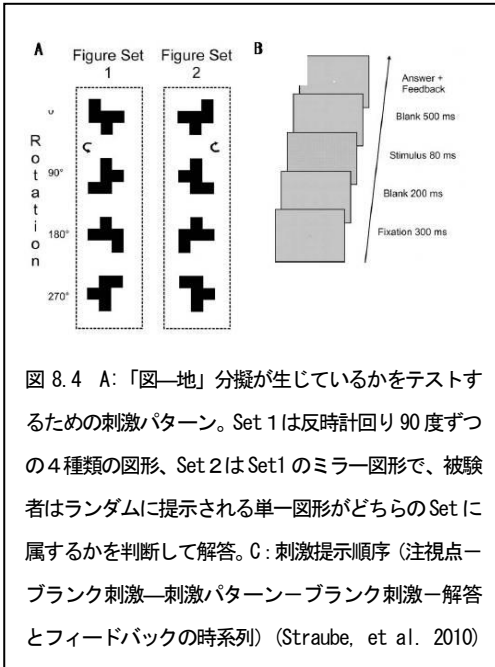 A
Figure Set
1
Figure Set
2
B
0°
Rotation
90°
180°
270°
Answer +
Feedback
Blank 500 ms
Stimulus 80 ms
Blank 200 ms
Fixation 300 ms
図 8.4 A:「図―地」分擬が生じているかをテストす
るための刺激パターン。Set 1は反時計回り 90 度ずつ
の４種類の図形、Set２は Set1 のミラー図形で、被験
者はランダムに提示される単一図形がどちらの Set に
属するかを判断して解答。C：刺激提示順序（注視点－
ブランク刺激―刺激パターン－ブランク刺激－解答
とフィードバックの時系列）(Straube, et al. 2010)